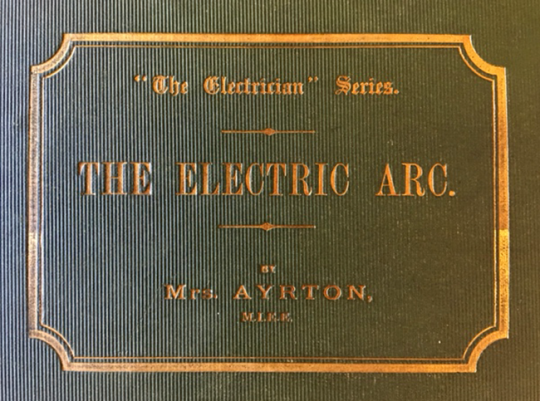 "The Electrician" Series.
THE ELECTRIC ARC.
BY
Mrs. AYRTON,
M.I.E.E.